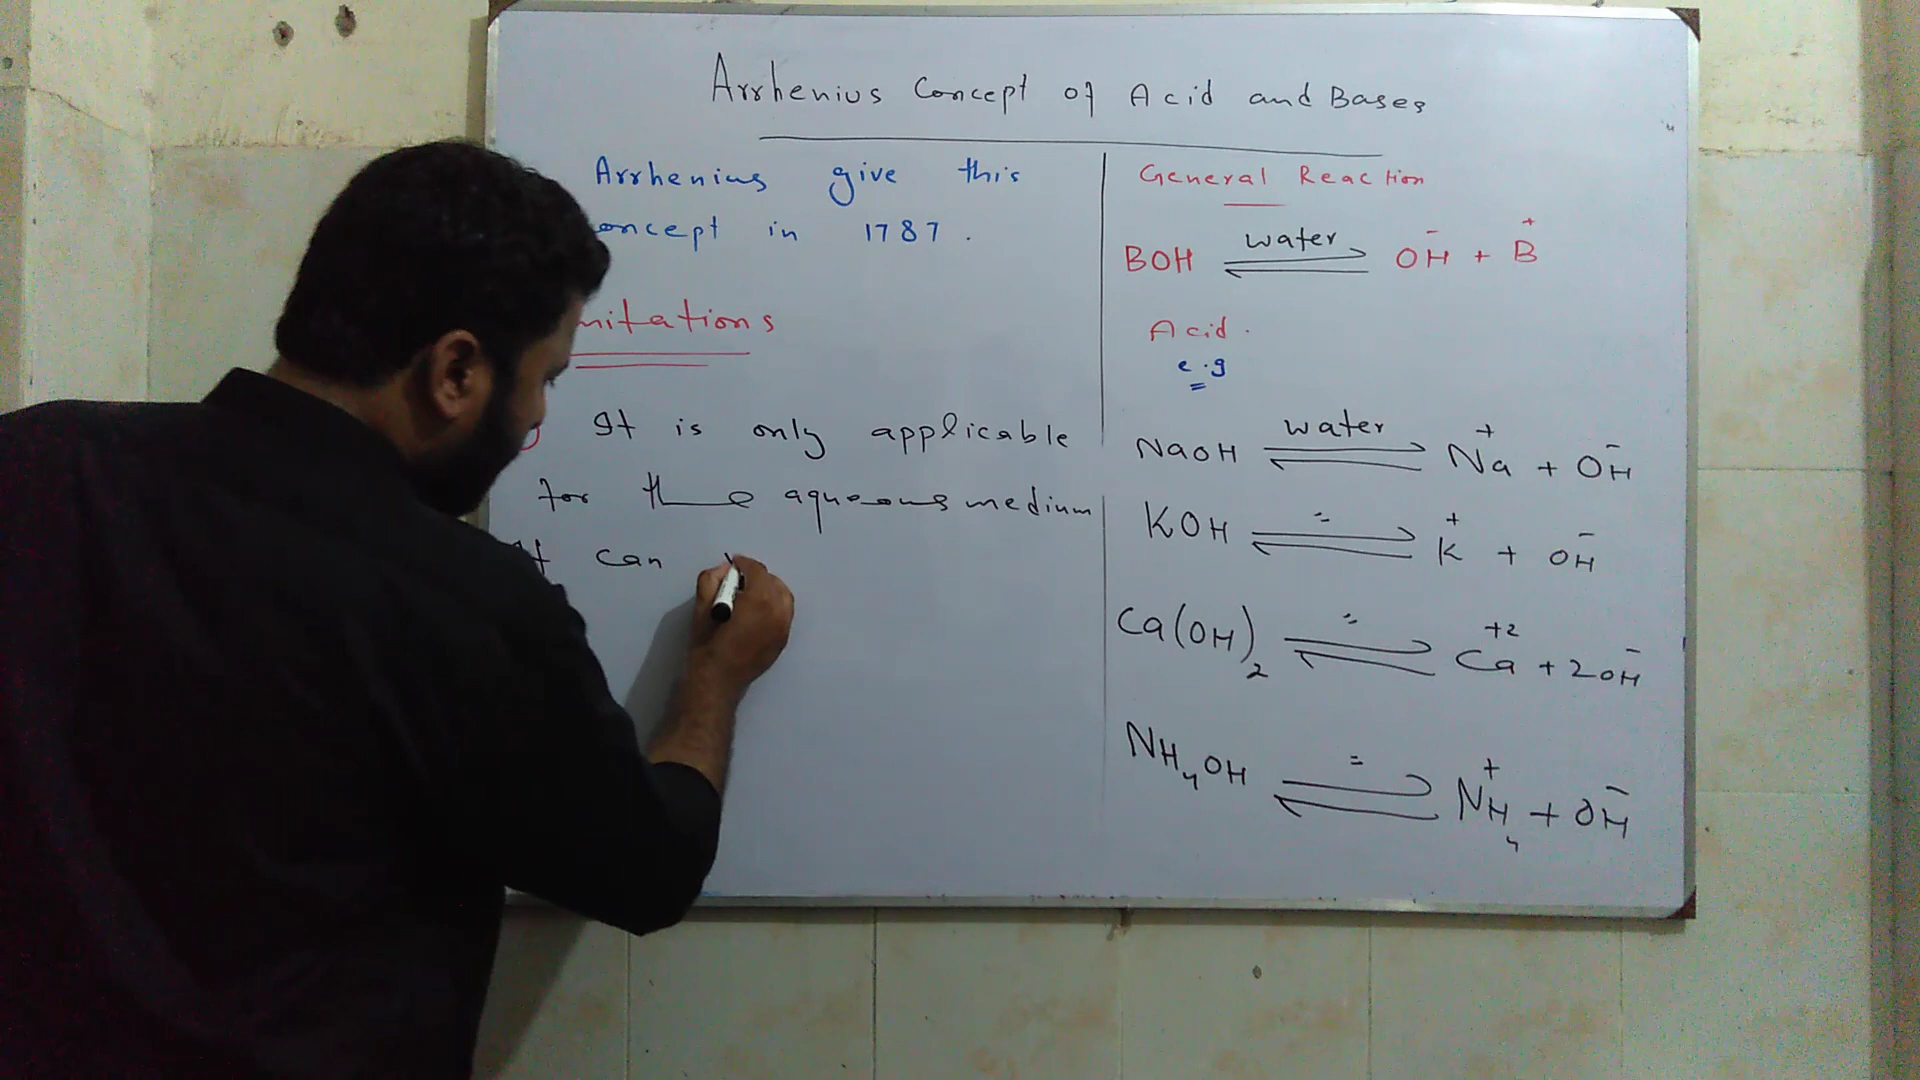 Arrhenius Concept of Acid and Bases
Arrhenius give this
oncept in 1787.
mitations
It is only applicable
for the aqueous medium
It can
General Reaction
BOH ⇌ water OH⁻ + B⁺
Acid.
e.g
NaOH ⇌ water Na⁺ + OH⁻
KOH ⇌ = K⁺ + OH⁻
Ca(OH)₂ ⇌ = Ca⁺² + 2OH⁻
NH₄OH ⇌ = NH₄⁺ + OH⁻